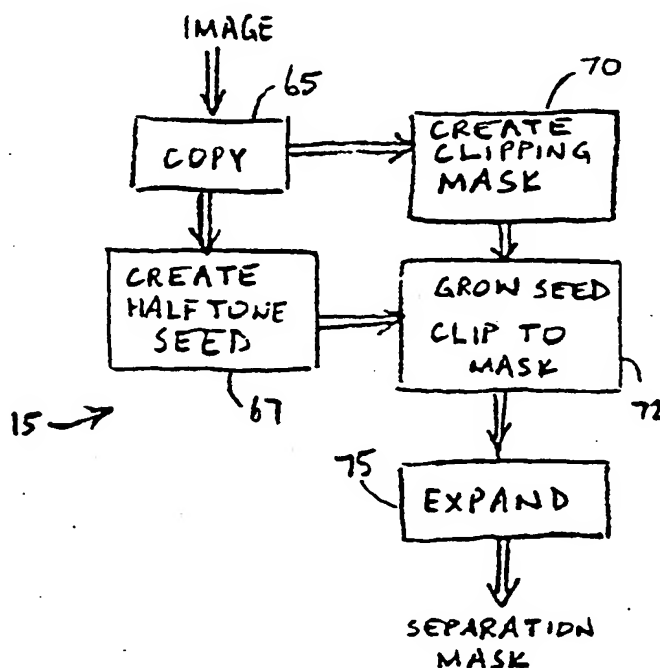 IMAGE
65
COPY
70
CREATE
CLIPPING
MASK
CREATE
HALFTONE
SEED
67
GROW SEED
CLIP TO
MASK
72
15
75
EXPAND
SEPARATION
MASK